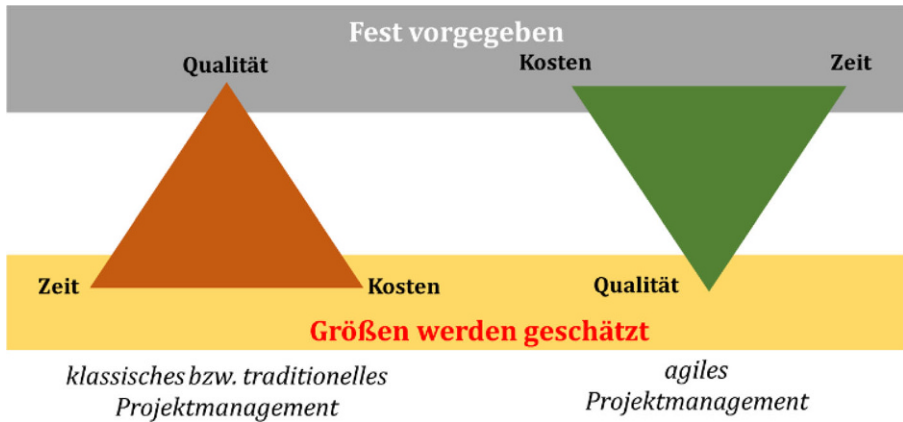 Fest vorgegeben
Qualität
Kosten
Zeit
Zeit
Kosten
Qualität
Größen werden geschätzt
klassisches bzw. traditionelles
Projektmanagement
agiles
Projektmanagement